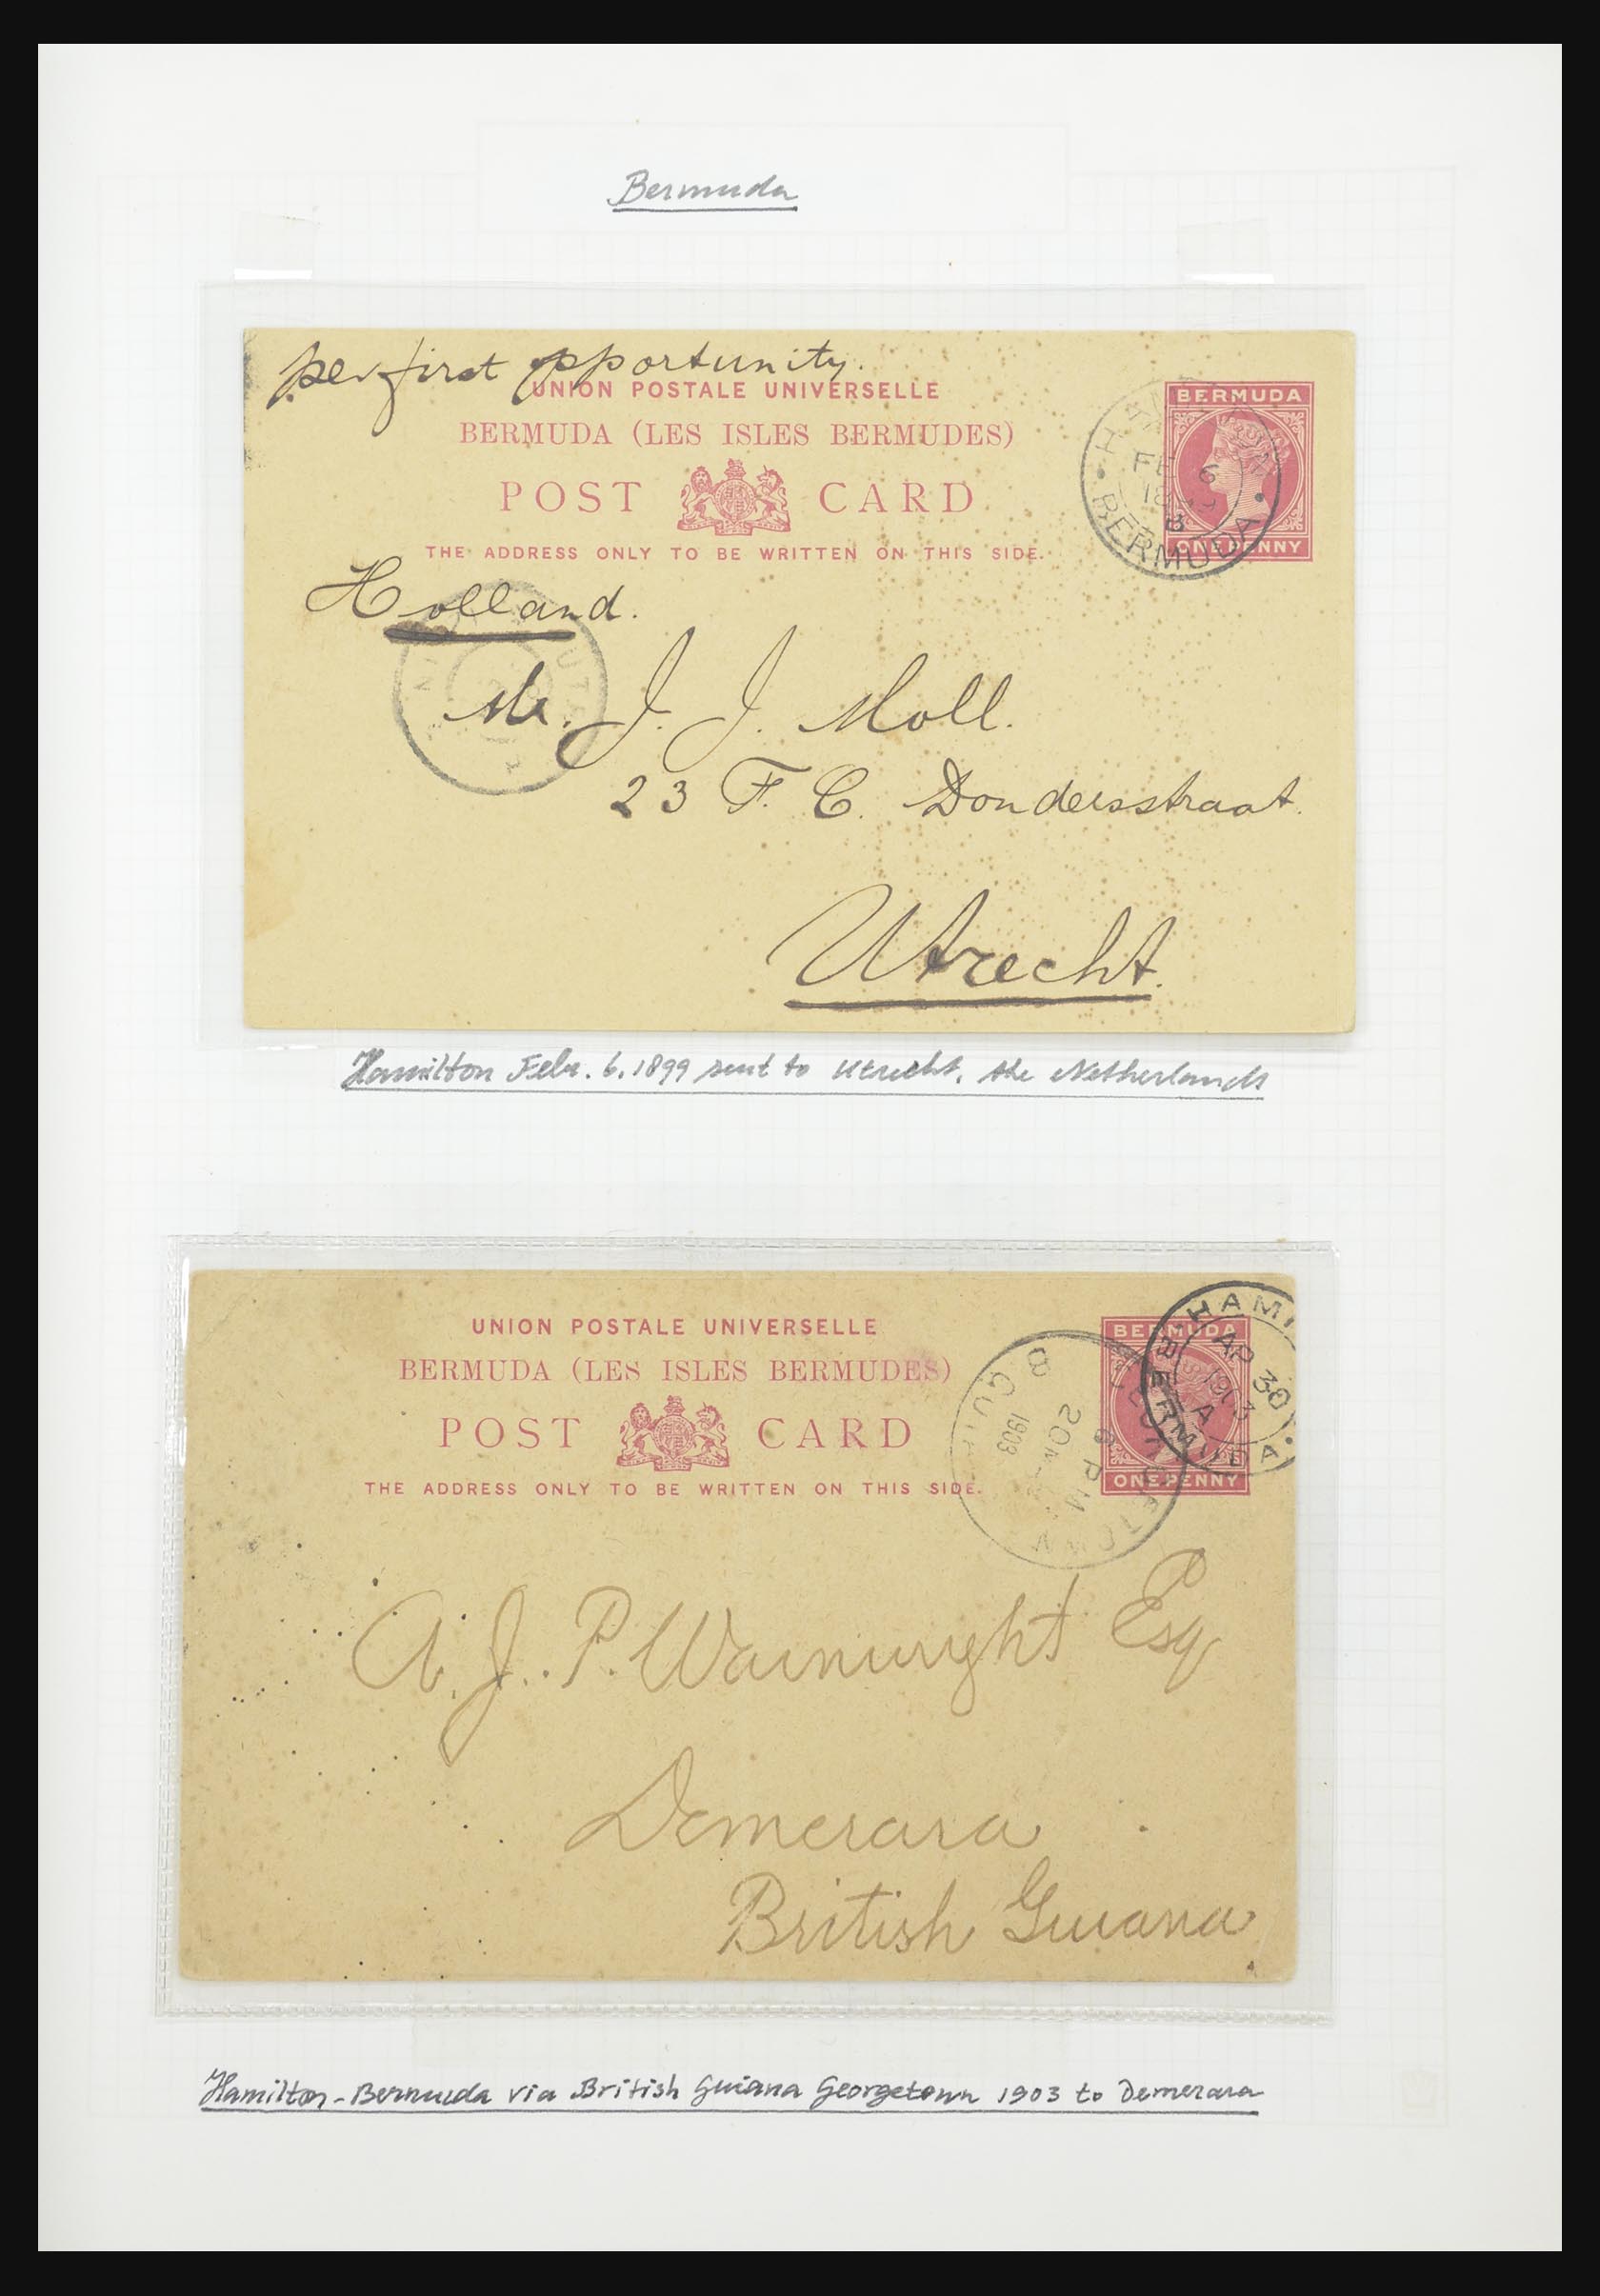 Bermuda
per first opportunity.
UNION POSTALE UNIVERSELLE
BERMUDA (LES ISLES BERMUDES)
POST CARD
THE ADDRESS ONLY TO BE WRITTEN ON THIS SIDE.
BERMUDA
ONE PENNY
FE 6
BERMUDA
Holland.
Mr. J. J. Moll.
23 F. C. Dondersstraat.
Utrecht.
Hamilton Febr. 6, 1899 sent to Utrecht, the Netherlands
UNION POSTALE UNIVERSELLE
BERMUDA (LES ISLES BERMUDES)
POST CARD
THE ADDRESS ONLY TO BE WRITTEN ON THIS SIDE.
BERMUDA
ONE PENNY
HAMI
AP 30
1903
A
BERMUDA
1903
A. J. P. Wainwright Esq
Demerara
British Guiana
Hamilton - Bermuda via British Guiana Georgetown 1903 to Demerara